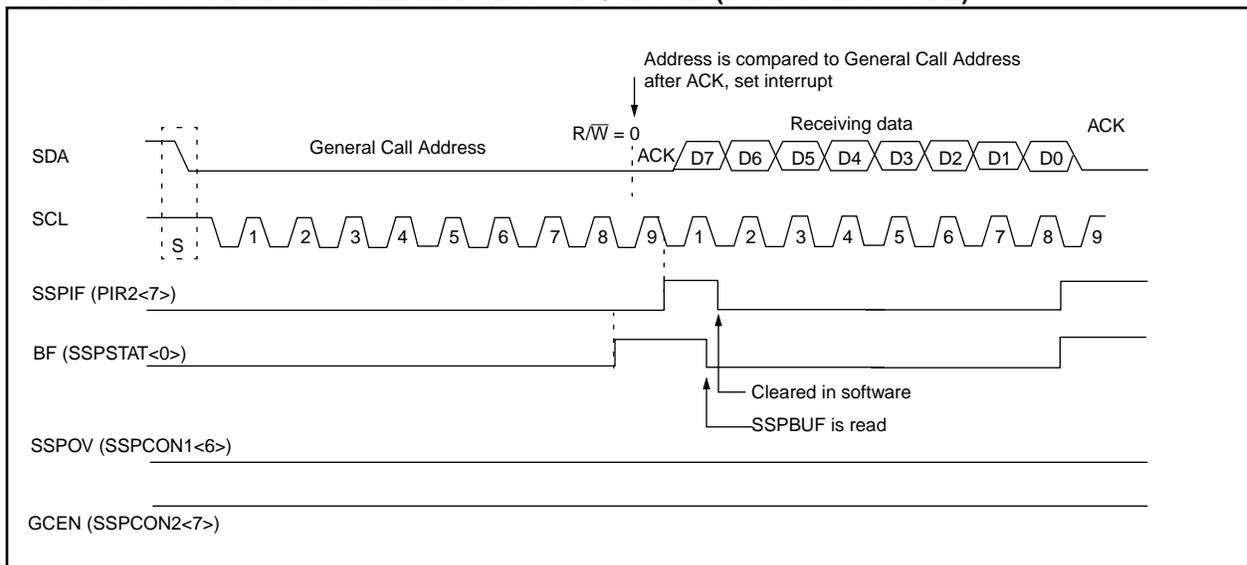 Address is compared to General Call Address
after ACK, set interrupt
R/W = 0
Receiving data
ACK
SDA
General Call Address
ACK
D7 D6 D5 D4 D3 D2 D1 D0
SCL
S
1 2 3 4 5 6 7 8 9 1 2 3 4 5 6 7 8 9
SSPIF (PIR2<7>)
BF (SSPSTAT<0>)
Cleared in software
SSPBUF is read
SSPOV (SSPCON1<6>)
GCEN (SSPCON2<7>)